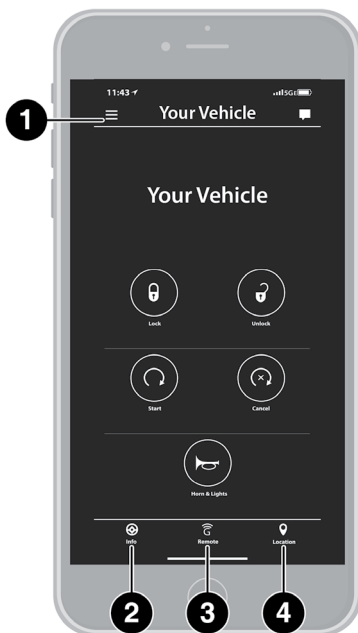 11:43 5GE
Your Vehicle
1
Your Vehicle
Lock Unlock
Start Cancel
Horn & Lights
G
Info Remote Location
2 3 4